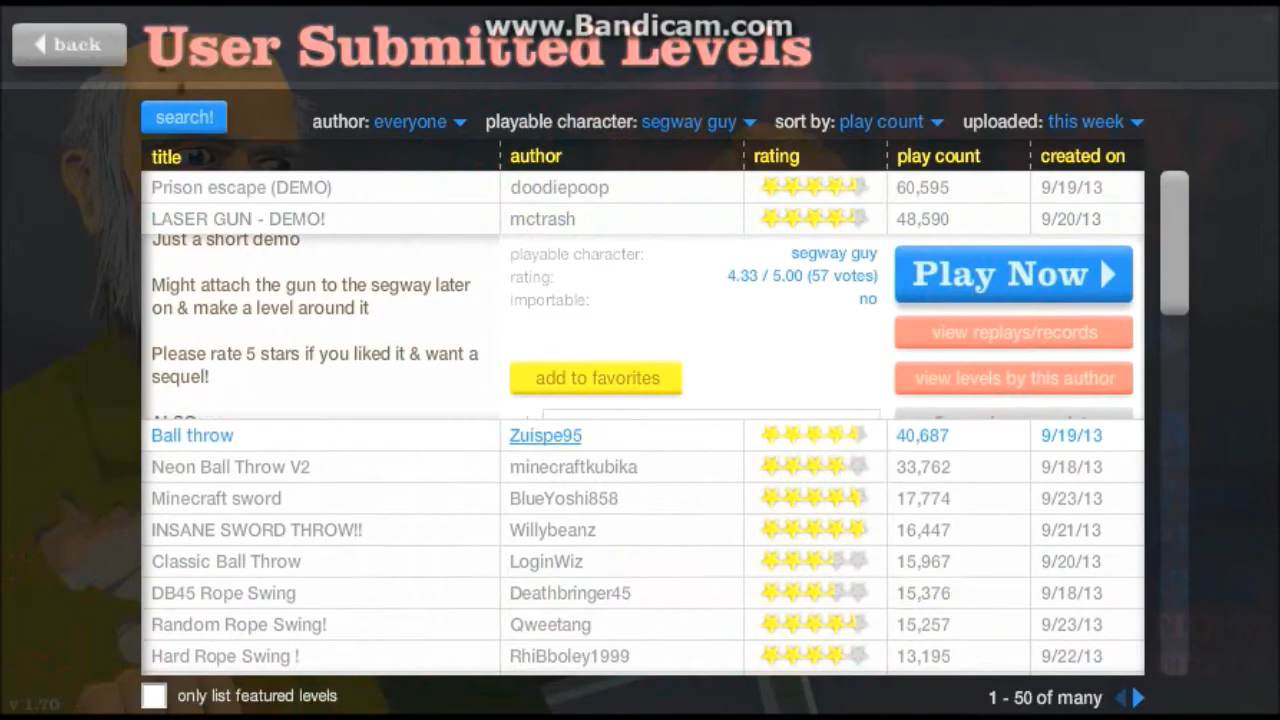 www.Bandicam.com
back
User Submitted Levels
search!
author: everyone playable character: segway guy sort by: play count uploaded: this week
title author rating play count created on
Prison escape (DEMO) doodiepoop 60,595 9/19/13
LASER GUN - DEMO! mctrash 48,590 9/20/13
Just a short demo
Might attach the gun to the segway later
on & make a level around it
Please rate 5 stars if you liked it & want a
sequel!
playable character: segway guy
rating: 4.33 / 5.00 (57 votes)
importable: no
add to favorites
Play Now
view replays/records
view levels by this author
Ball throw Zuispe95 40,687 9/19/13
Neon Ball Throw V2 minecraftkubika 33,762 9/18/13
Minecraft sword BlueYoshi858 17,774 9/23/13
INSANE SWORD THROW!! Willybeanz 16,447 9/21/13
Classic Ball Throw LoginWiz 15,967 9/20/13
DB45 Rope Swing Deathbringer45 15,376 9/18/13
Random Rope Swing! Qweetang 15,257 9/23/13
Hard Rope Swing ! RhiBboley1999 13,195 9/22/13
only list featured levels
1 - 50 of many
v 1.76